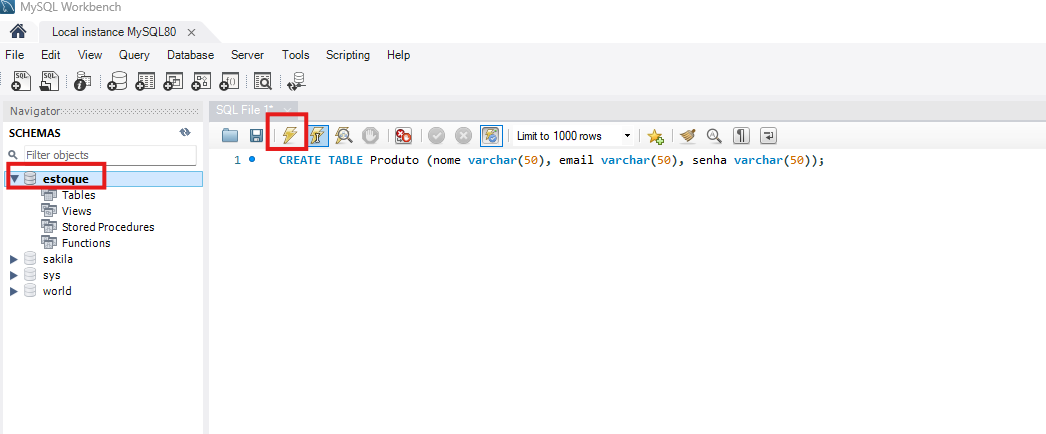 MySQL Workbench
Local instance MySQL80
File Edit View Query Database Server Tools Scripting Help
Navigator
SCHEMAS
Filter objects
estoque
Tables
Views
Stored Procedures
Functions
sakila
sys
world
SQL File 1*
Limit to 1000 rows
1 CREATE TABLE Produto (nome varchar(50), email varchar(50), senha varchar(50));